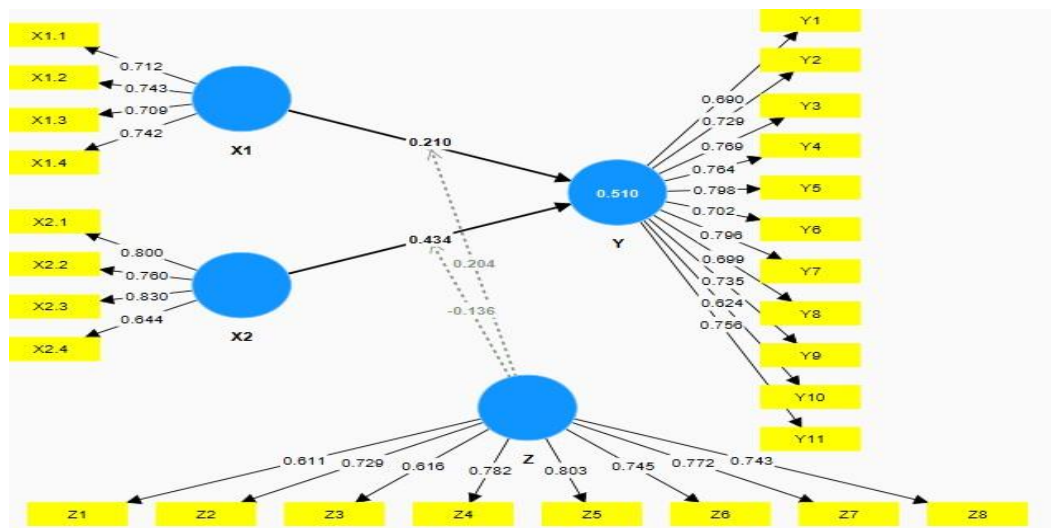 X1.1
X1.2
X1.3
X1.4
0.712
0.743
0.709
0.742
X1
X2.1
X2.2
X2.3
X2.4
0.800
0.760
0.830
0.644
X2
0.210
0.434
0.204
-0.136
0.510
Y
0.690
0.729
0.769
0.764
0.798
0.702
0.796
0.699
0.735
0.624
0.756
Y1
Y2
Y3
Y4
Y5
Y6
Y7
Y8
Y9
Y10
Y11
Z
0.611
0.729
0.616
0.782
0.803
0.745
0.772
0.743
Z1
Z2
Z3
Z4
Z5
Z6
Z7
Z8